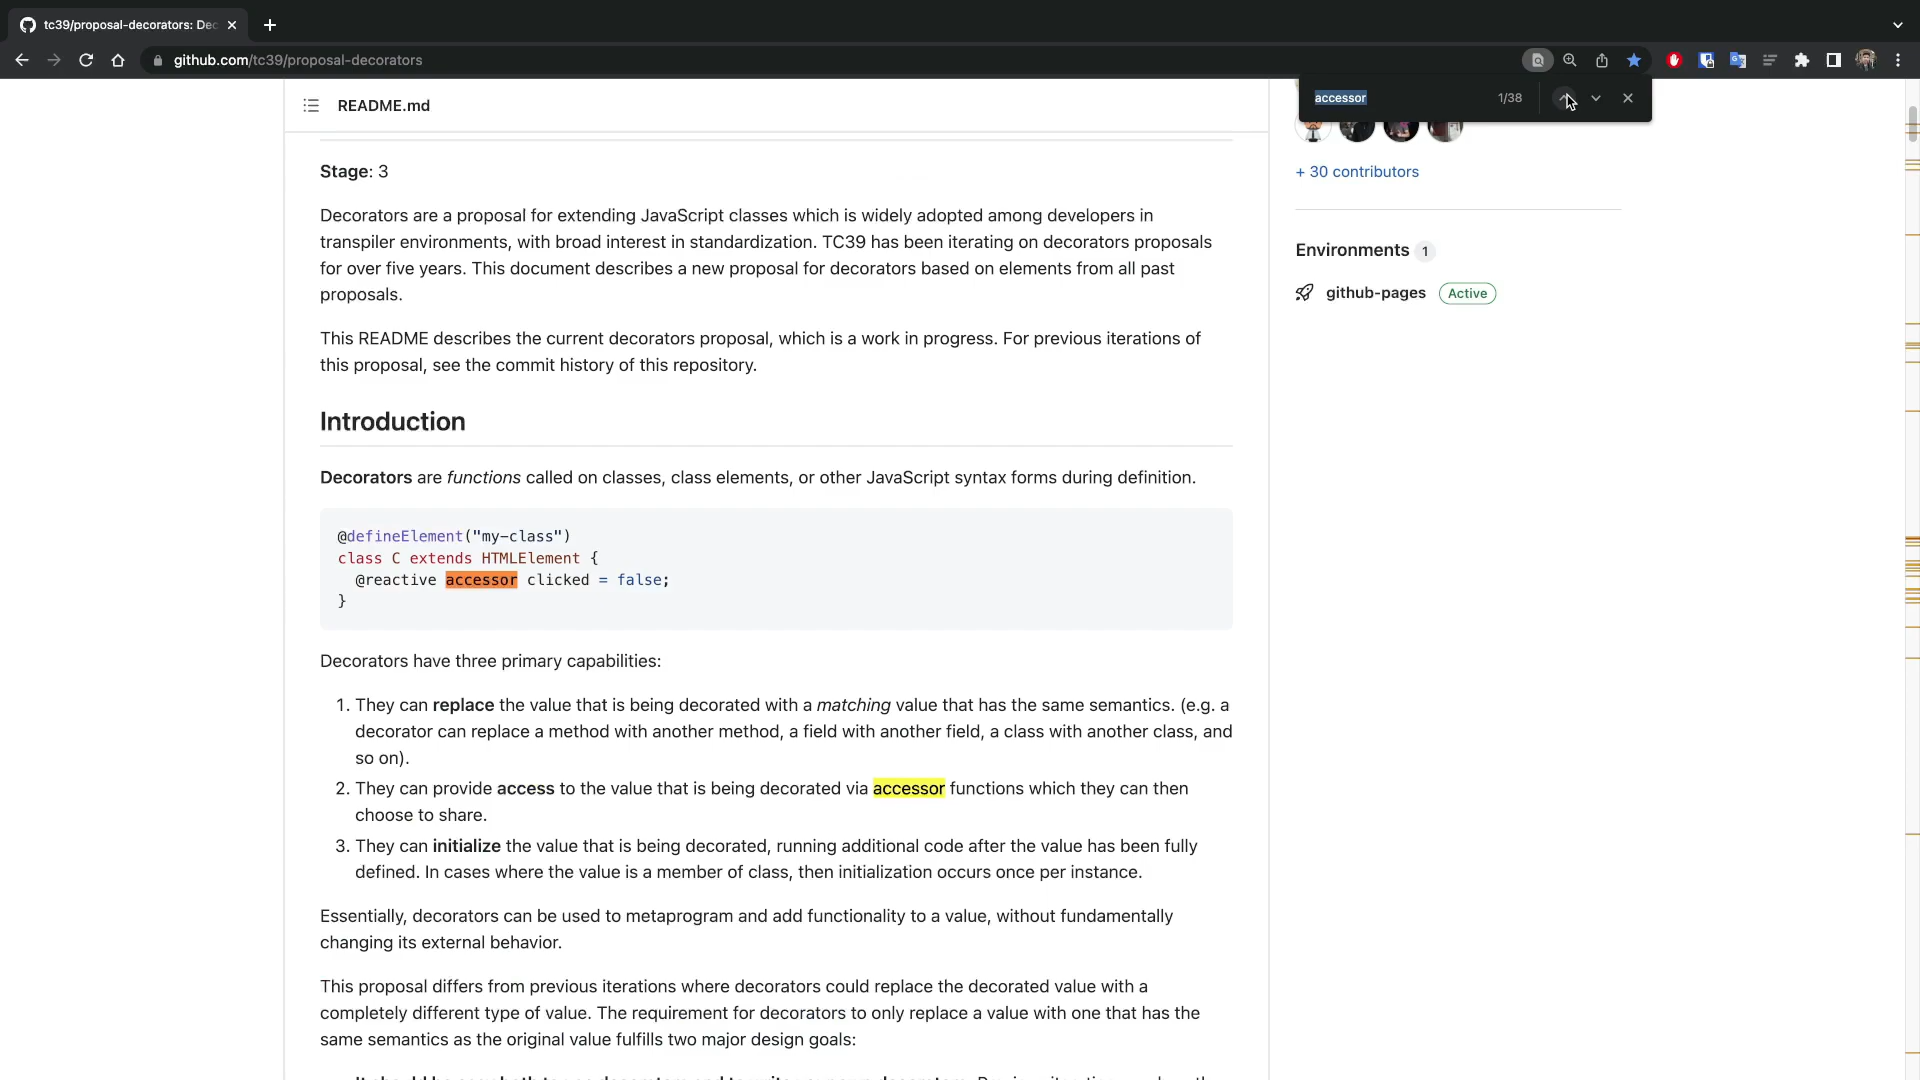 tc39/proposal-decorators: Dec
github.com/tc39/proposal-decorators
accessor
1/38
README.md
Stage: 3
Decorators are a proposal for extending JavaScript classes which is widely adopted among developers in
transpiler environments, with broad interest in standardization. TC39 has been iterating on decorators proposals
for over five years. This document describes a new proposal for decorators based on elements from all past
proposals.
This README describes the current decorators proposal, which is a work in progress. For previous iterations of
this proposal, see the commit history of this repository.
Introduction
Decorators are functions called on classes, class elements, or other JavaScript syntax forms during definition.
@defineElement("my-class")
class C extends HTMLElement {
@reactive accessor clicked = false;
}
Decorators have three primary capabilities:
1. They can replace the value that is being decorated with a matching value that has the same semantics. (e.g. a
decorator can replace a method with another method, a field with another field, a class with another class, and
so on).
2. They can provide access to the value that is being decorated via accessor functions which they can then
choose to share.
3. They can initialize the value that is being decorated, running additional code after the value has been fully
defined. In cases where the value is a member of class, then initialization occurs once per instance.
Essentially, decorators can be used to metaprogram and add functionality to a value, without fundamentally
changing its external behavior.
This proposal differs from previous iterations where decorators could replace the decorated value with a
completely different type of value. The requirement for decorators to only replace a value with one that has the
same semantics as the original value fulfills two major design goals:
+ 30 contributors
Environments 1
github-pages Active